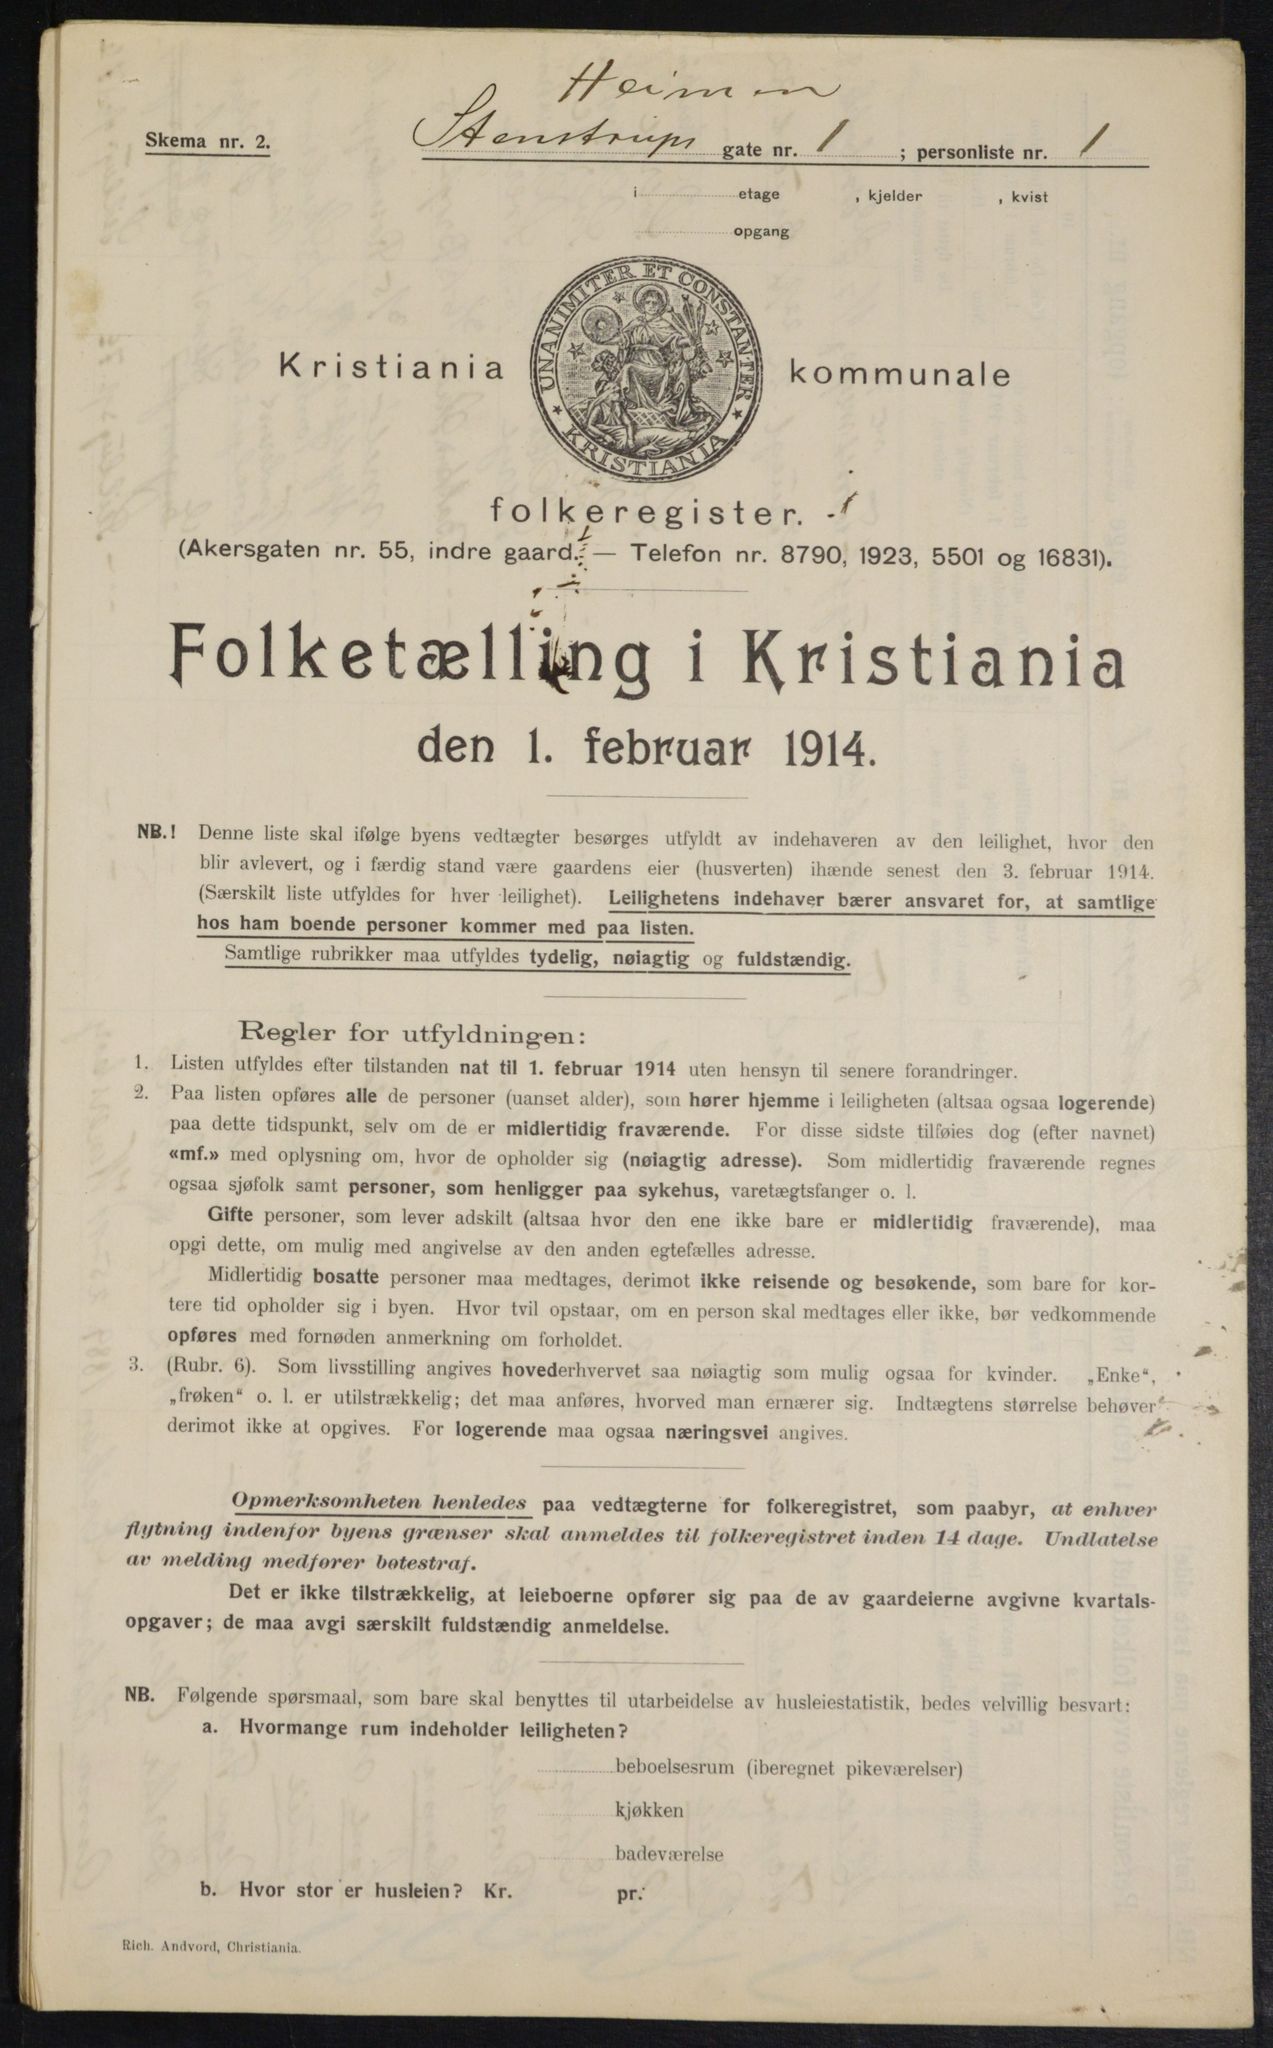 Heimen
Skema nr. 2.
Stenstrups gate nr. 1 ; personliste nr. 1
i etage , kjelder , kvist
opgang
UNANIMITER ET CONSTANTER
KRISTIANIA
Kristiania kommunale
folkeregister.
(Akersgaten nr. 55, indre gaard. — Telefon nr. 8790, 1923, 5501 og 16831).
Folketælling i Kristiania
den 1. februar 1914.
NB.! Denne liste skal ifølge byens vedtægter besørges utfyldt av indehaveren av den leilighet, hvor den
blir avlevert, og i færdig stand være gaardens eier (husverten) ihænde senest den 3. februar 1914.
(Særskilt liste utfyldes for hver leilighet). Leilighetens indehaver bærer ansvaret for, at samtlige
hos ham boende personer kommer med paa listen.
Samtlige rubrikker maa utfyldes tydelig, nøiagtig og fuldstændig.
Regler for utfyldningen:
1. Listen utfyldes efter tilstanden nat til 1. februar 1914 uten hensyn til senere forandringer.
2. Paa listen opføres alle de personer (uanset alder), som hører hjemme i leiligheten (altsaa ogsaa logerende)
paa dette tidspunkt, selv om de er midlertidig fraværende. For disse sidste tilføies dog (efter navnet)
«mf.» med oplysning om, hvor de opholder sig (nøiagtig adresse). Som midlertidig fraværende regnes
ogsaa sjøfolk samt personer, som henligger paa sykehus, varetægtsfanger o. l.
Gifte personer, som lever adskilt (altsaa hvor den ene ikke bare er midlertidig fraværende), maa
opgi dette, om mulig med angivelse av den anden egtefælles adresse.
Midlertidig bosatte personer maa medtages, derimot ikke reisende og besøkende, som bare for kor-
tere tid opholder sig i byen. Hvor tvil opstaar, om en person skal medtages eller ikke, bør vedkommende
opføres med fornøden anmerkning om forholdet.
3. (Rubr. 6). Som livsstilling angives hovederhvervet saa nøiagtig som mulig ogsaa for kvinder. „Enke“,
„frøken“ o. l. er utilstrækkelig; det maa anføres, hvorved man ernærer sig. Indtægtens størrelse behøver
derimot ikke at opgives. For logerende maa ogsaa næringsvei angives.
Opmerksomheten henledes paa vedtægterne for folkeregistret, som paabyr, at enhver
flytning indenfor byens grænser skal anmeldes til folkeregistret inden 14 dage. Undlatelse
av melding medfører bøtestraf.
Det er ikke tilstrækkelig, at leieboerne opfører sig paa de av gaardeierne avgivne kvartals-
opgaver; de maa avgi særskilt fuldstændig anmeldelse.
NB. Følgende spørsmaal, som bare skal benyttes til utarbeidelse av husleiestatistik, bedes velvillig besvart:
a. Hvormange rum indeholder leiligheten?
beboelsesrum (iberegnet pikeværelser)
kjøkken
badeværelse
b. Hvor stor er husleien? Kr. pr.
Rich. Andvord, Christiania.